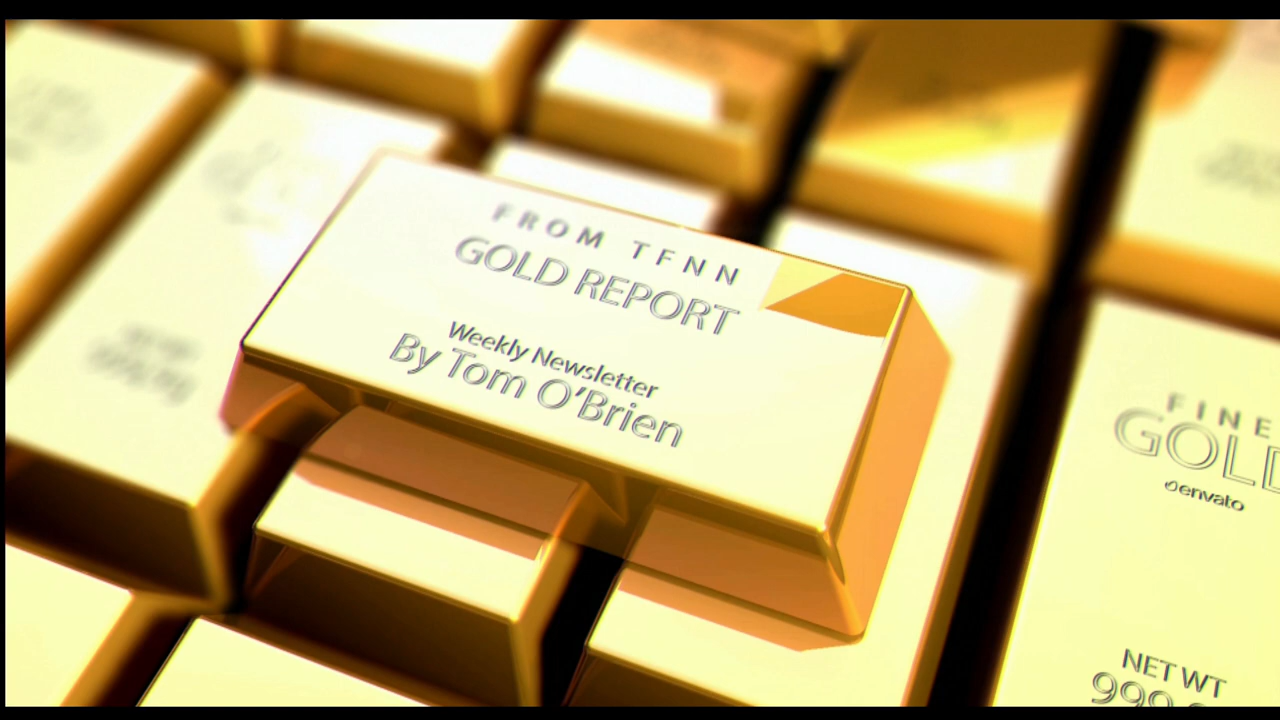 FROM TFNN
GOLD REPORT
Weekly Newsletter
By Tom O'Brien
FINE
GOLD
envato
NET WT